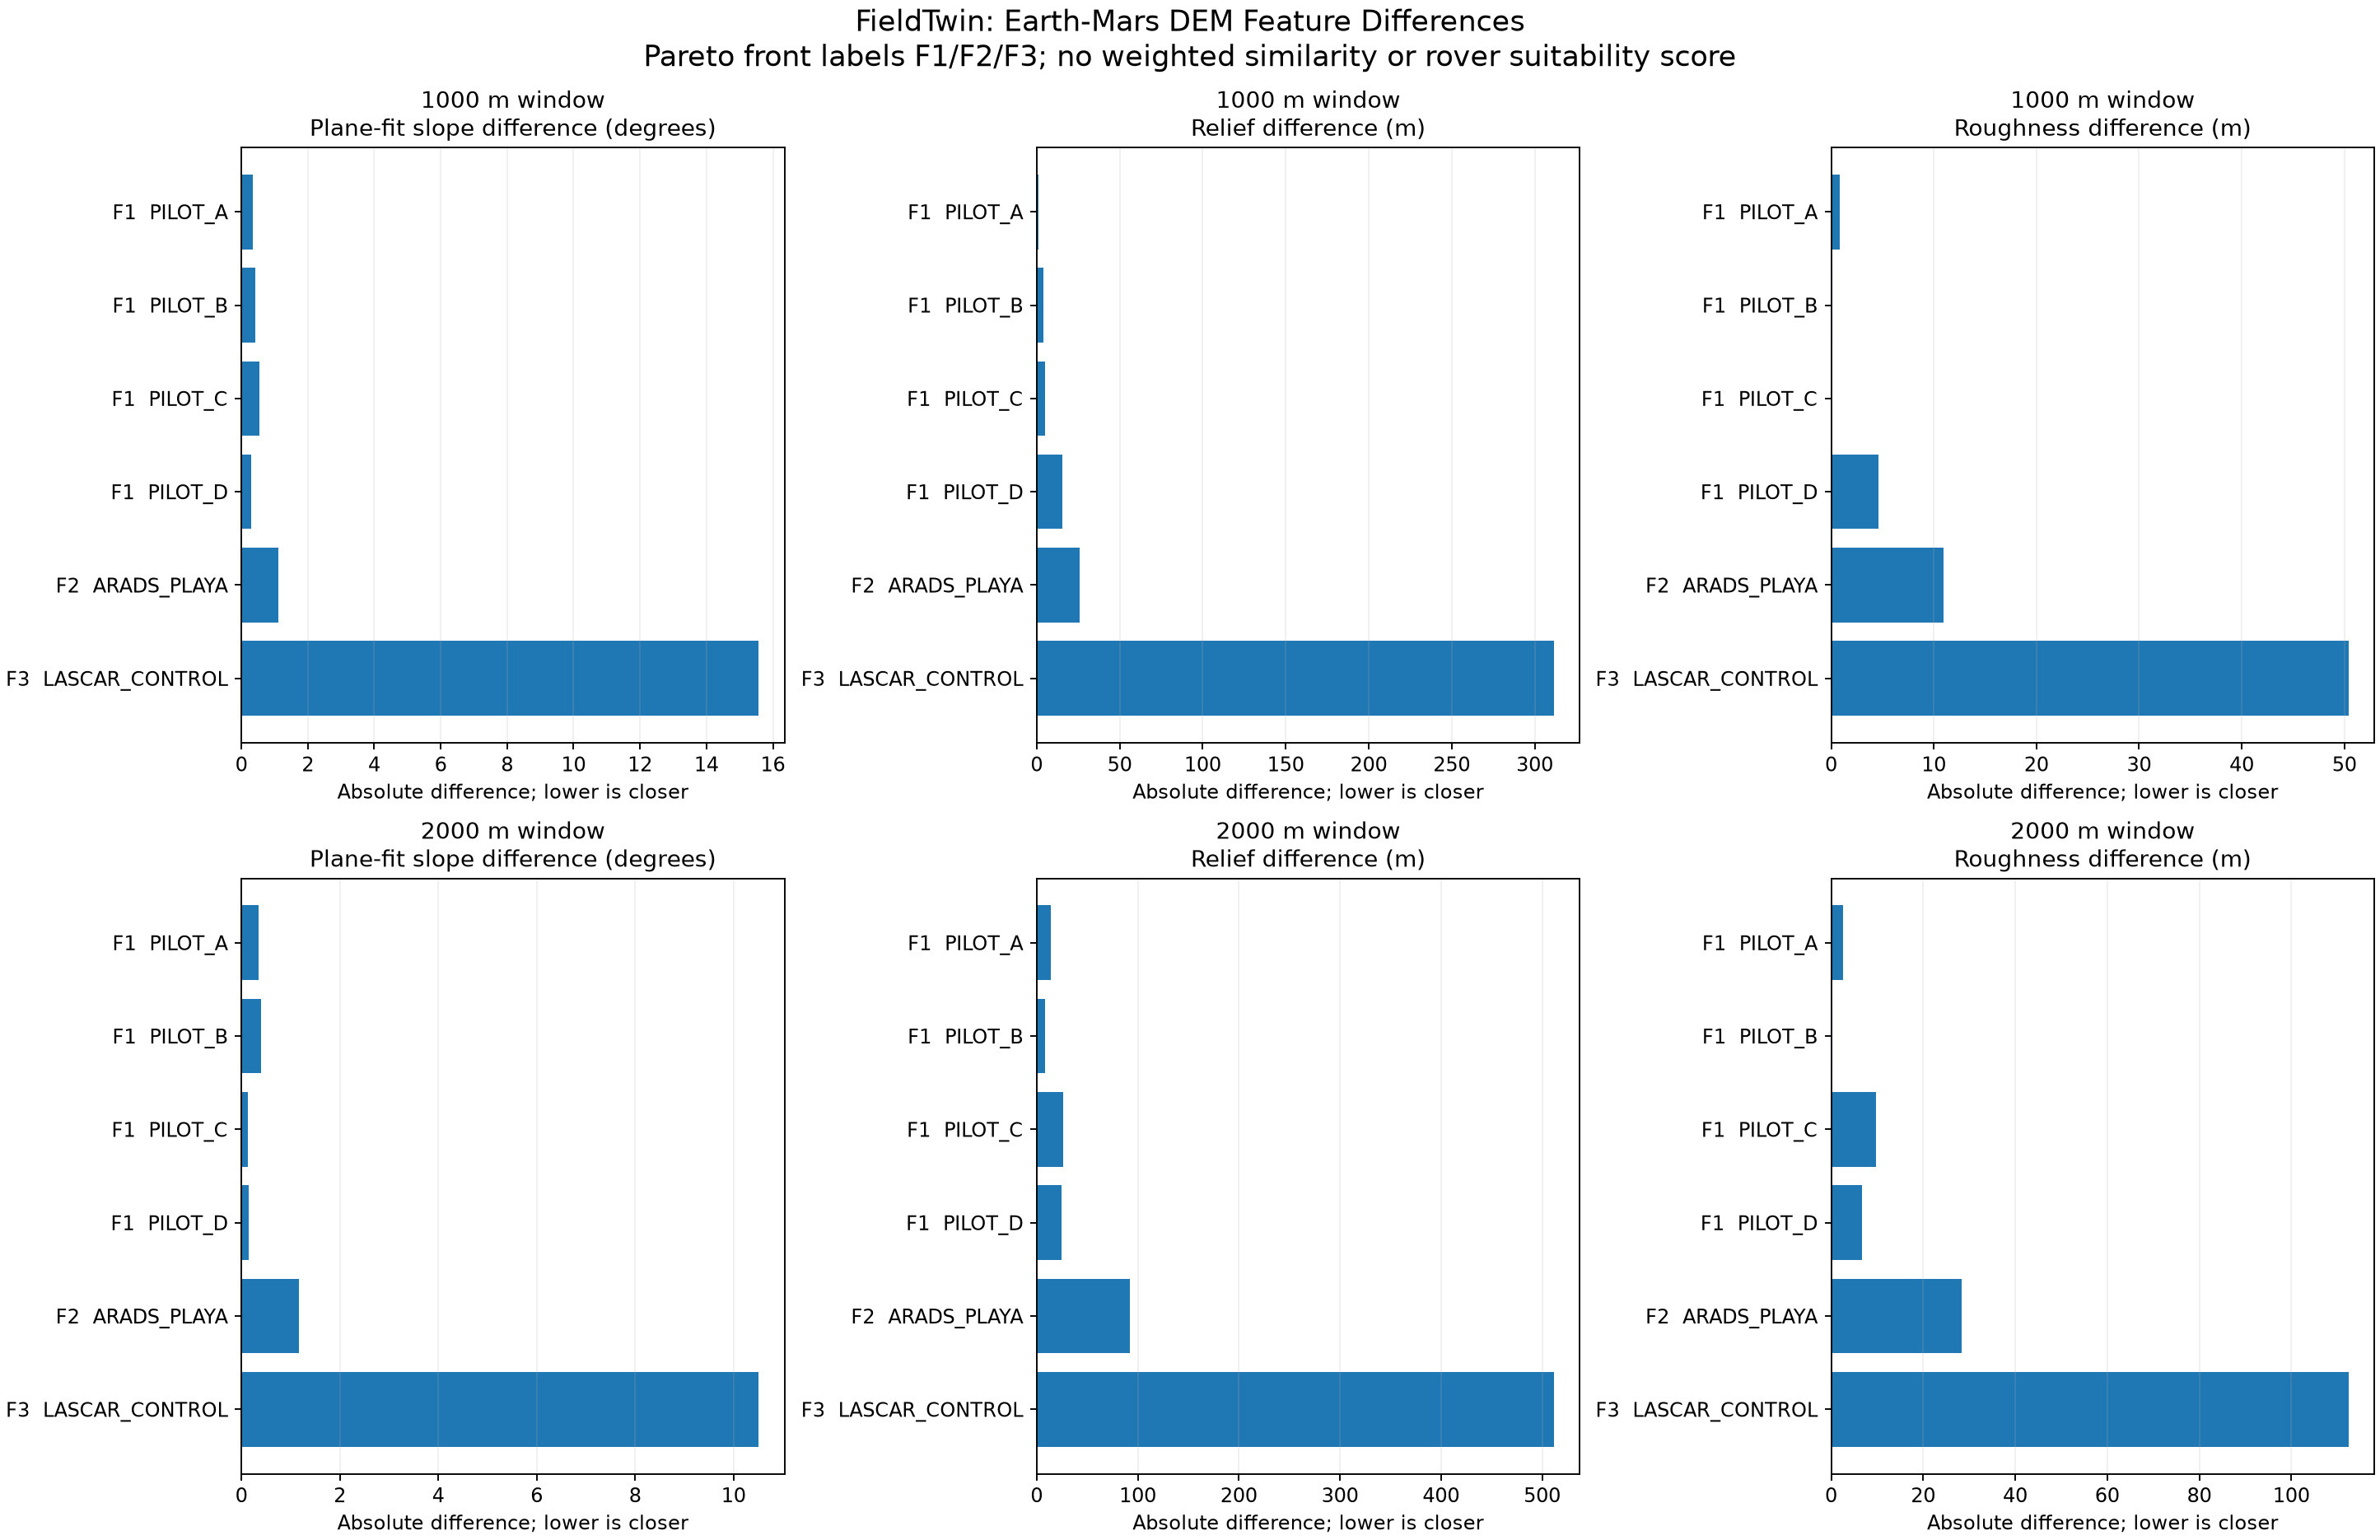 FieldTwin: Earth-Mars DEM Feature Differences
Pareto front labels F1/F2/F3; no weighted similarity or rover suitability score
1000 m window
Plane-fit slope difference (degrees)
F1 PILOT_A
F1 PILOT_B
F1 PILOT_C
F1 PILOT_D
F2 ARADS_PLAYA
F3 LASCAR_CONTROL
0 2 4 6 8 10 12 14 16
Absolute difference; lower is closer
1000 m window
Relief difference (m)
F1 PILOT_A
F1 PILOT_B
F1 PILOT_C
F1 PILOT_D
F2 ARADS_PLAYA
F3 LASCAR_CONTROL
0 50 100 150 200 250 300
Absolute difference; lower is closer
1000 m window
Roughness difference (m)
F1 PILOT_A
F1 PILOT_B
F1 PILOT_C
F1 PILOT_D
F2 ARADS_PLAYA
F3 LASCAR_CONTROL
0 10 20 30 40 50
Absolute difference; lower is closer
2000 m window
Plane-fit slope difference (degrees)
F1 PILOT_A
F1 PILOT_B
F1 PILOT_C
F1 PILOT_D
F2 ARADS_PLAYA
F3 LASCAR_CONTROL
0 2 4 6 8 10
Absolute difference; lower is closer
2000 m window
Relief difference (m)
F1 PILOT_A
F1 PILOT_B
F1 PILOT_C
F1 PILOT_D
F2 ARADS_PLAYA
F3 LASCAR_CONTROL
0 100 200 300 400 500
Absolute difference; lower is closer
2000 m window
Roughness difference (m)
F1 PILOT_A
F1 PILOT_B
F1 PILOT_C
F1 PILOT_D
F2 ARADS_PLAYA
F3 LASCAR_CONTROL
0 20 40 60 80 100
Absolute difference; lower is closer